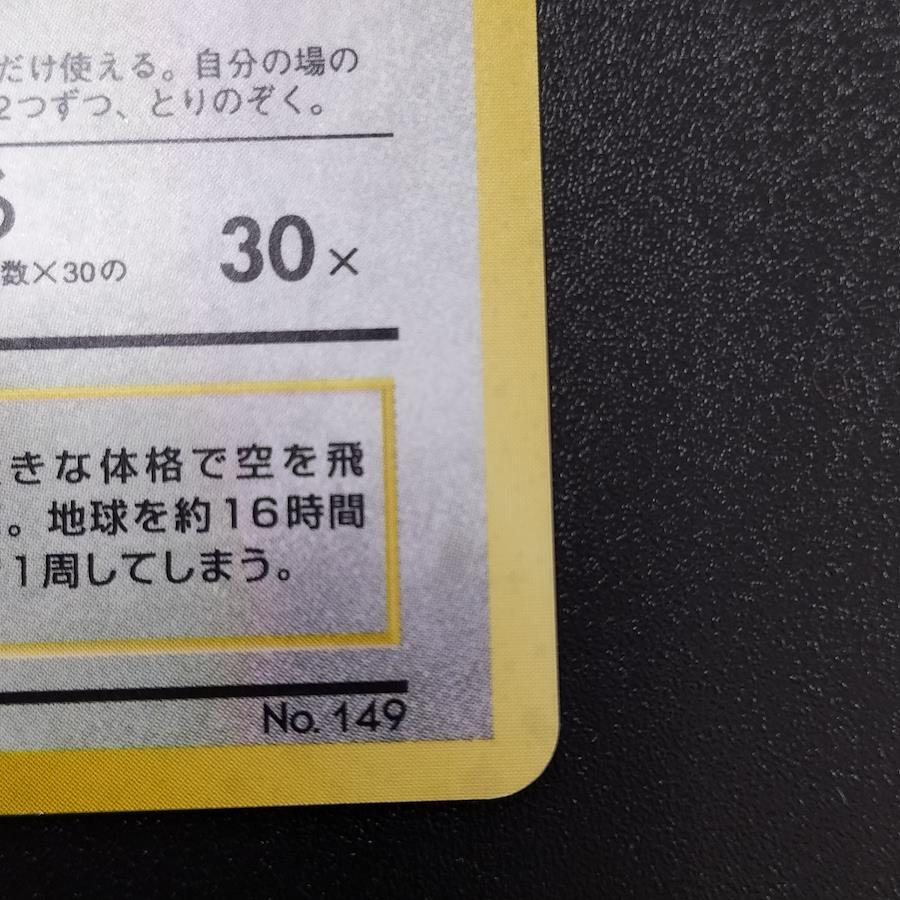 だけ使える。自分の場の
2つずつ、とりのぞく。
30×
数×30の
きな体格で空を飛
。地球を約16時間
1周してしまう。
No. 149